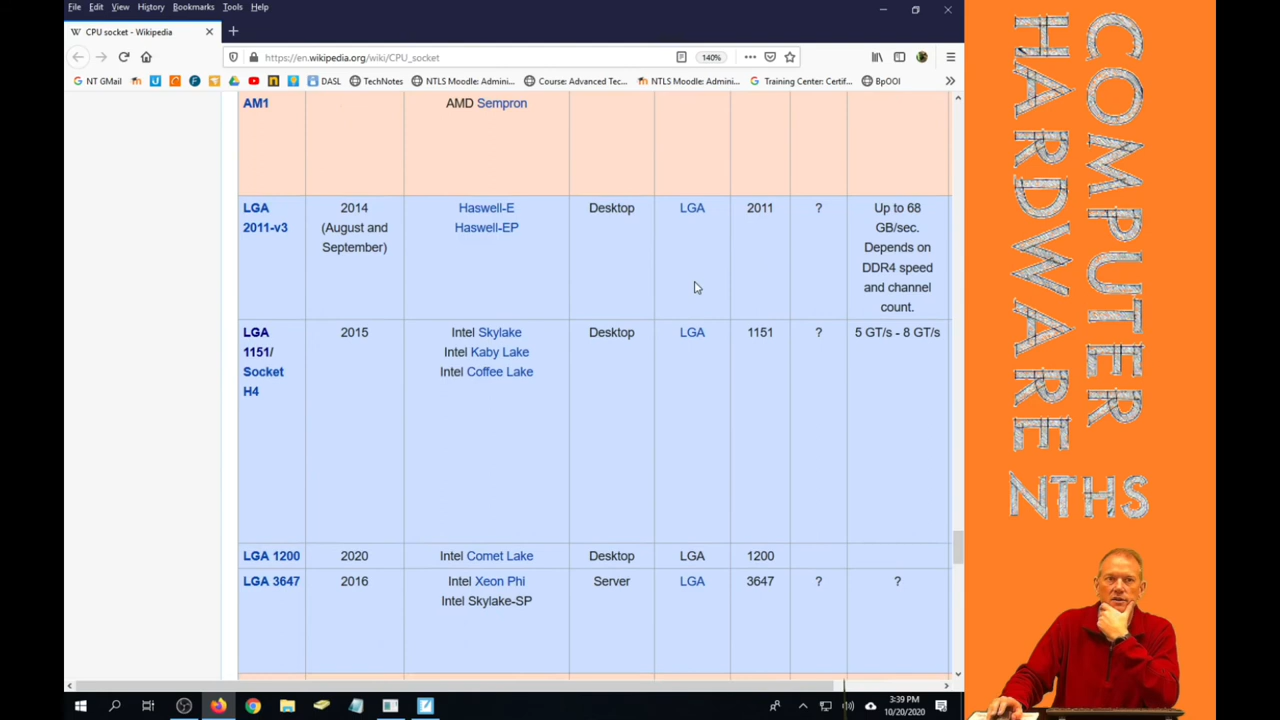 File Edit View History Bookmarks Tools Help
W CPU socket - Wikipedia
https://en.wikipedia.org/wiki/CPU_socket
140%
NT GMail
DASL
TechNotes
NTLS Moodle: Admini...
Course: Advanced Tec...
NTLS Moodle: Admini...
Training Center: Certif...
BpOOI
AM1
AMD Sempron
LGA
2011-v3
2014
(August and
September)
Haswell-E
Haswell-EP
Desktop
LGA
2011
?
Up to 68
GB/sec.
Depends on
DDR4 speed
and channel
count.
LGA
1151/
Socket
H4
2015
Intel Skylake
Intel Kaby Lake
Intel Coffee Lake
Desktop
LGA
1151
?
5 GT/s - 8 GT/s
LGA 1200
2020
Intel Comet Lake
Desktop
LGA
1200
LGA 3647
2016
Intel Xeon Phi
Intel Skylake-SP
Server
LGA
3647
?
?
3:39 PM
10/20/2020
COMPUTER
HARDWARE
NTHS